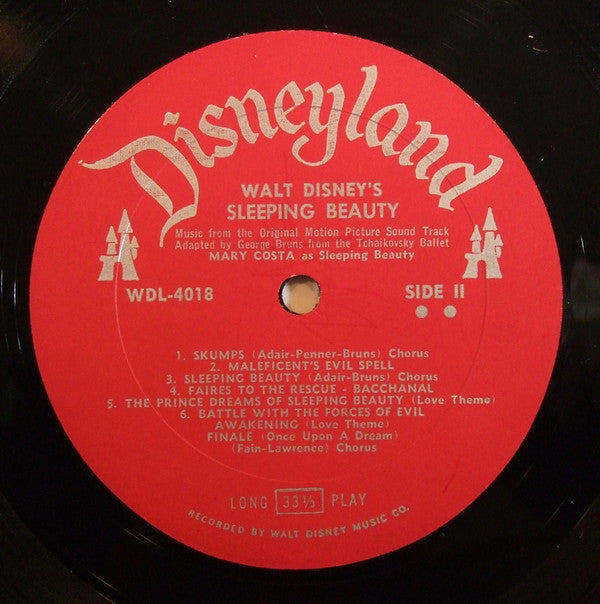 Disneyland
WALT DISNEY'S
SLEEPING BEAUTY
Music from the Original Motion Picture Sound Track
Adapted by George Bruns from the Tchaikovsky Ballet
MARY COSTA as Sleeping Beauty
WDL-4018
SIDE II
1. SKUMPS (Adair-Penner-Bruns) Chorus
2. MALEFICENT'S EVIL SPELL
3. SLEEPING BEAUTY (Adair-Bruns) Chorus
4. FAIRES TO THE RESCUE - BACCHANAL
5. THE PRINCE DREAMS OF SLEEPING BEAUTY (Love Theme)
6. BATTLE WITH THE FORCES OF EVIL
AWAKENING (Love Theme)
FINALE (Once Upon A Dream)
(Fain-Lawrence) Chorus
LONG 33⅓ PLAY
RECORDED BY WALT DISNEY MUSIC CO.